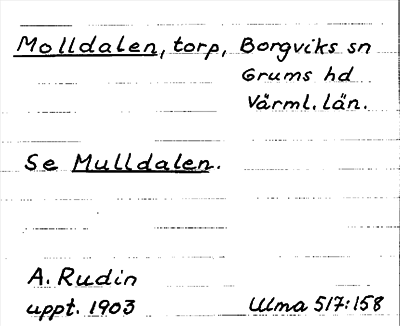 Molldalen, torp, Borgviks sn
Grums hd
Värml. län.
Se Mulldalen.
A. Rudin
uppt. 1903
Ulma 517:158